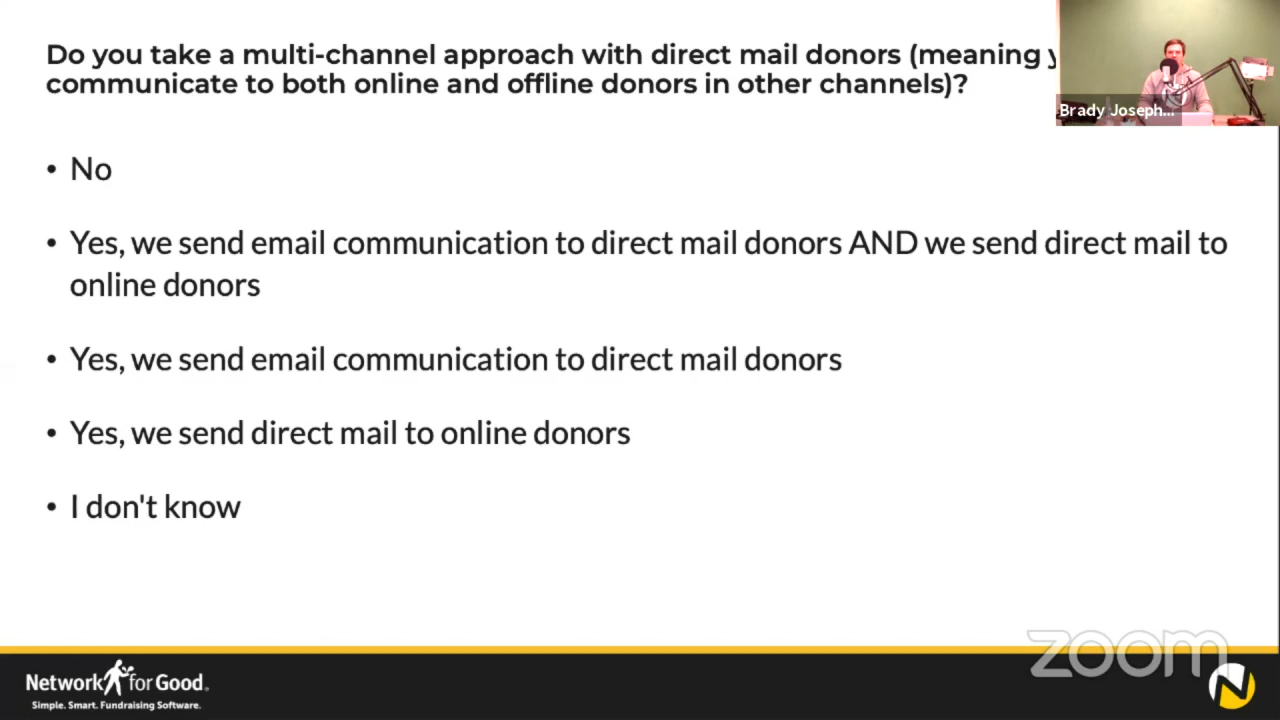 Do you take a multi-channel approach with direct mail donors (meaning
communicate to both online and offline donors in other channels)?
Brady Joseph...
• No
• Yes, we send email communication to direct mail donors AND we send direct mail to
online donors
• Yes, we send email communication to direct mail donors
• Yes, we send direct mail to online donors
• I don't know
zoom
Network for Good.
Simple. Smart. Fundraising Software.
N